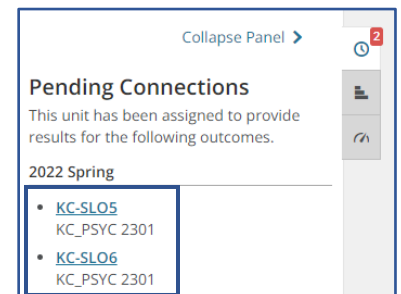 Collapse Panel
2
Pending Connections
This unit has been assigned to provide
results for the following outcomes.
2022 Spring
KC-SLO5
KC_PSYC 2301
KC-SLO6
KC_PSYC 2301